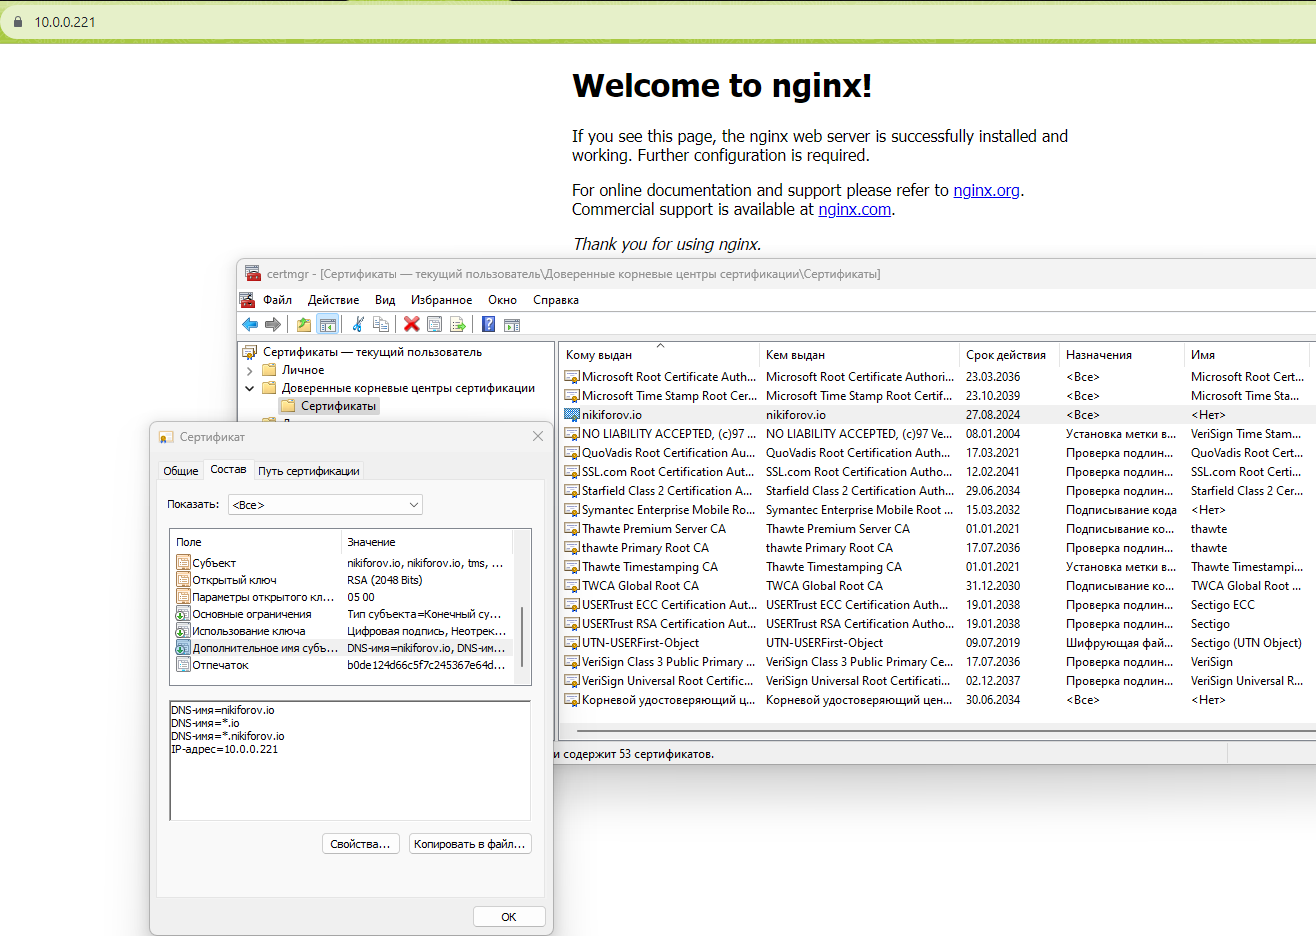 10.0.0.221
Welcome to nginx!
If you see this page, the nginx web server is successfully installed and
working. Further configuration is required.
For online documentation and support please refer to nginx.org.
Commercial support is available at nginx.com.
Thank you for using nginx.
certmgr - [Сертификаты — текущий пользователь\Доверенные корневые центры сертификации\Сертификаты]
Файл Действие Вид Избранное Окно Справка
Сертификаты — текущий пользователь
Личное
Доверенные корневые центры сертификации
Сертификаты
Кому выдан Кем выдан Срок действия Назначения Имя
Microsoft Root Certificate Auth... Microsoft Root Certificate Authori... 23.03.2036 <Все> Microsoft Root Cert...
Microsoft Time Stamp Root Cer... Microsoft Time Stamp Root Certif... 23.10.2039 <Все> Microsoft Time Sta...
nikiforov.io nikiforov.io 27.08.2024 <Все> <Нет>
NO LIABILITY ACCEPTED, (c)97 ... NO LIABILITY ACCEPTED, (c)97 Ve... 08.01.2004 Установка метки в... VeriSign Time Stam...
QuoVadis Root Certification Au... QuoVadis Root Certification Auth... 17.03.2021 Проверка подлин... QuoVadis Root Cert...
SSL.com Root Certification Aut... SSL.com Root Certification Autho... 12.02.2041 Проверка подлин... SSL.com Root Certi...
Starfield Class 2 Certification A... Starfield Class 2 Certification Auth... 29.06.2034 Проверка подлин... Starfield Class 2 Cer...
Symantec Enterprise Mobile Ro... Symantec Enterprise Mobile Root ... 15.03.2032 Подписывание кода <Нет>
Thawte Premium Server CA Thawte Premium Server CA 01.01.2021 Подписывание ко... thawte
thawte Primary Root CA thawte Primary Root CA 17.07.2036 Проверка подлин... thawte
Thawte Timestamping CA Thawte Timestamping CA 01.01.2021 Установка метки в... Thawte Timestampi...
TWCA Global Root CA TWCA Global Root CA 31.12.2030 Подписывание ко... TWCA Global Root ...
USERTrust ECC Certification Aut... USERTrust ECC Certification Auth... 19.01.2038 Проверка подлин... Sectigo ECC
USERTrust RSA Certification Aut... USERTrust RSA Certification Auth... 19.01.2038 Проверка подлин... Sectigo
UTN-USERFirst-Object UTN-USERFirst-Object 09.07.2019 Шифрующая фай... Sectigo (UTN Object)
VeriSign Class 3 Public Primary ... VeriSign Class 3 Public Primary Ce... 17.07.2036 Проверка подлин... VeriSign
VeriSign Universal Root Certific... VeriSign Universal Root Certificati... 02.12.2037 Проверка подлин... VeriSign Universal R...
Корневой удостоверяющий ц... Корневой удостоверяющий цен... 30.06.2034 <Все> <Нет>
и содержит 53 сертификатов.
Сертификат
Общие Состав Путь сертификации
Показать: <Все>
Поле Значение
Субъект nikiforov.io, nikiforov.io, tms, ...
Открытый ключ RSA (2048 Bits)
Параметры открытого кл... 05 00
Основные ограничения Тип субъекта=Конечный су...
Использование ключа Цифровая подпись, Неотрек...
Дополнительное имя субъ... DNS-имя=nikiforov.io, DNS-им...
Отпечаток b0de124d66c5f7c245367e64d...
DNS-имя=nikiforov.io
DNS-имя=*.io
DNS-имя=*.nikiforov.io
IP-адрес=10.0.0.221
Свойства... Копировать в файл...
OK